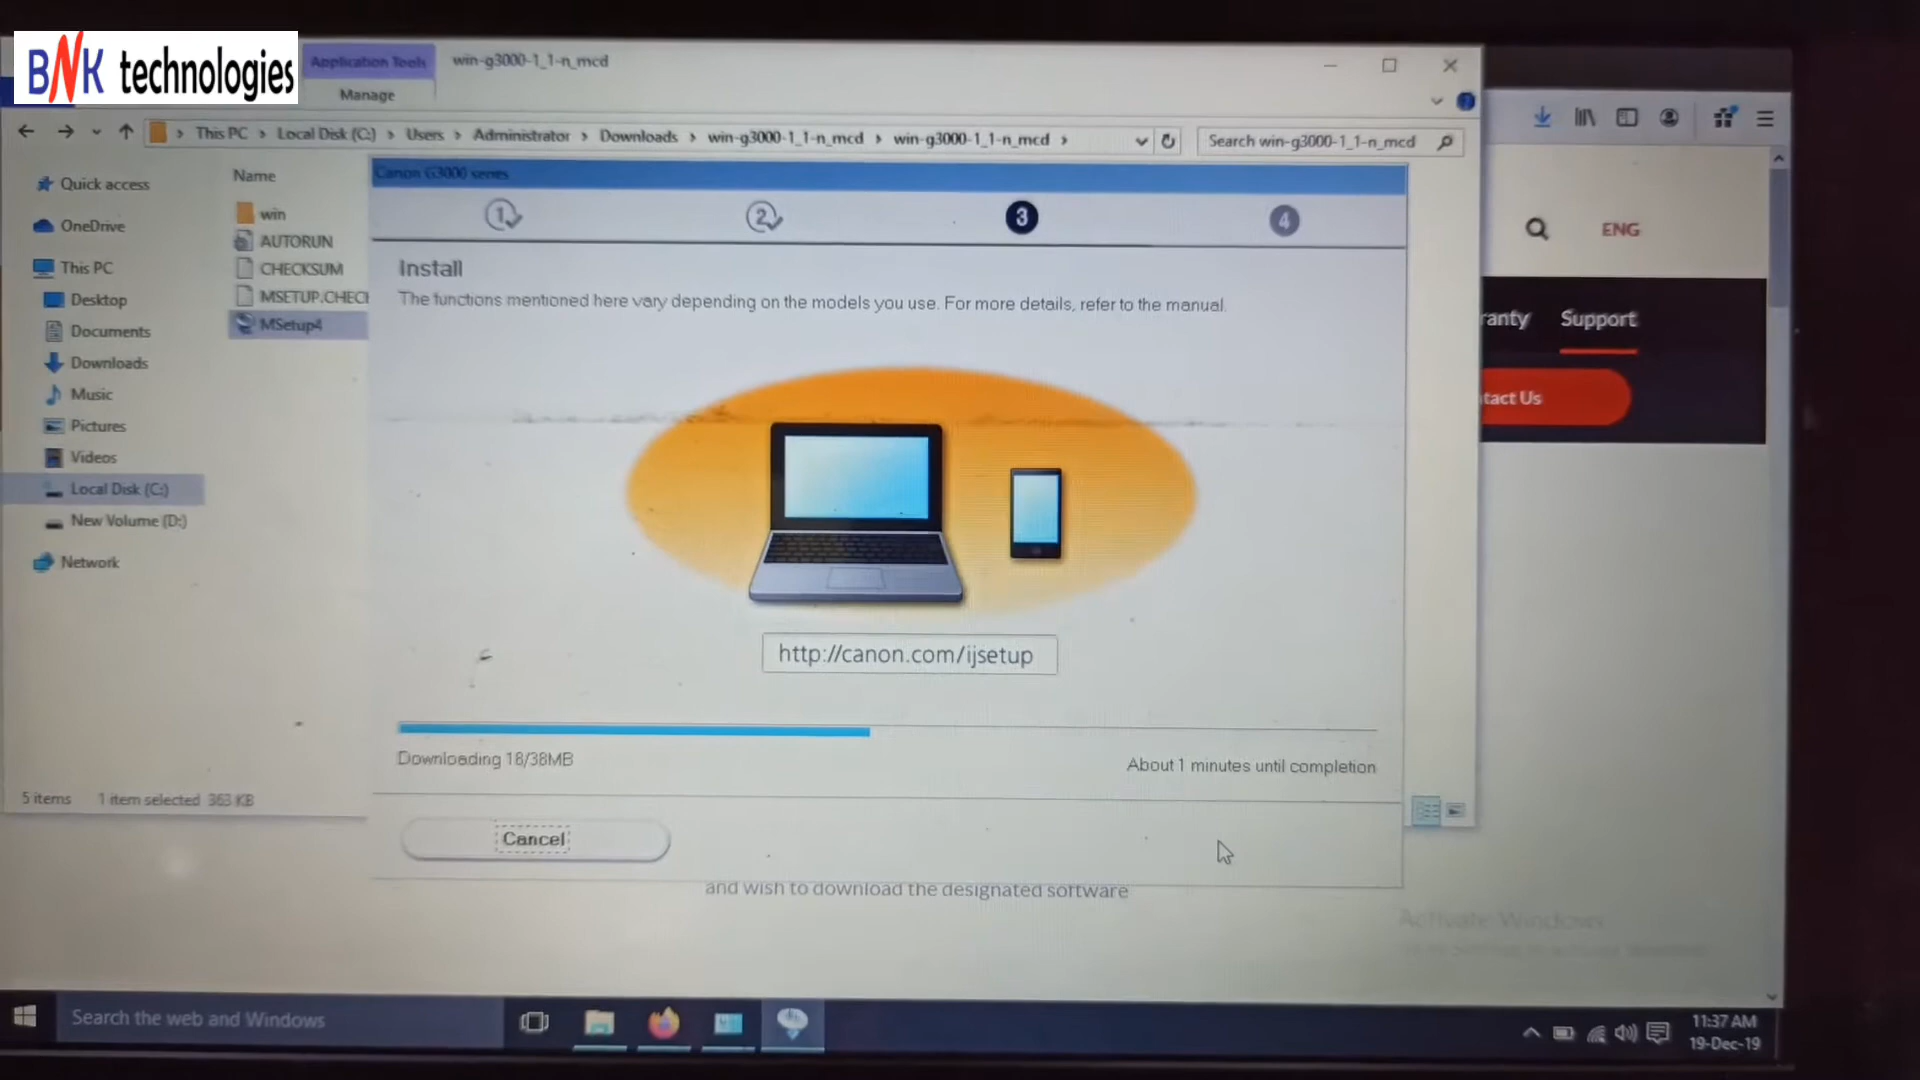 BNK technologies
Application Tools
win-g3000-1_1-n_mcd
Manage
This PC > Local Disk (C:) > Users > Administrator > Downloads > win-g3000-1_1-n_mcd > win-g3000-1_1-n_mcd >
Search win-g3000-1_1-n_mcd
Quick access
OneDrive
This PC
Desktop
Documents
Downloads
Music
Pictures
Videos
Local Disk (C:)
New Volume (D:)
Network
Name
win
AUTORUN
CHECKSUM
MSETUP.CHECK
MSetup4
5 items
1 item selected 363 KB
Canon G3000 series
1
2
3
4
Install
The functions mentioned here vary depending on the models you use. For more details, refer to the manual.
http://canon.com/ijsetup
Downloading 18/38MB
About 1 minutes until completion
Cancel
ENG
ranty
Support
tact Us
and wish to download the designated software
Activate Windows
Search the web and Windows
11:37 AM
19-Dec-19